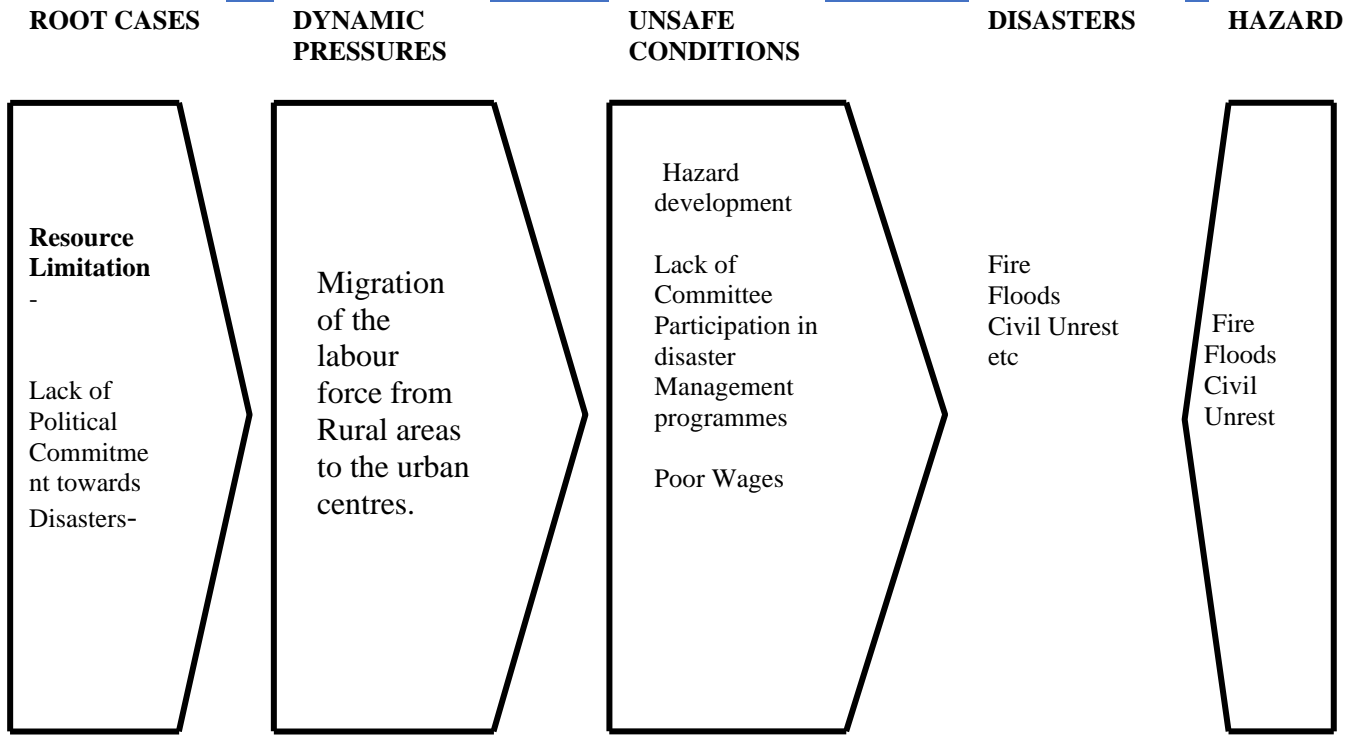 ROOT CASES
DYNAMIC
PRESSURES
UNSAFE
CONDITIONS
DISASTERS
HAZARD
Resource
Limitation
-
Lack of
Political
Commitme
nt towards
Disasters-
Migration
of the
labour
force from
Rural areas
to the urban
centres.
Hazard
development
Lack of
Committee
Participation in
disaster
Management
programmes
Poor Wages
Fire
Floods
Civil Unrest
etc
Fire
Floods
Civil
Unrest